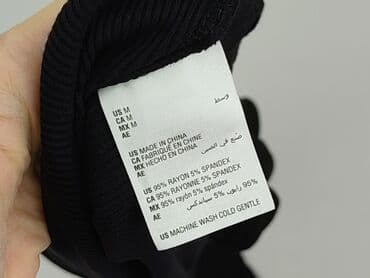 US M
CA M
MX M
AE وسط
US MADE IN CHINA
CA FABRIQUÉ EN CHINE
MX HECHO EN CHINA
AE صنع في الصين
US 95% RAYON 5% SPANDEX
CA 95% RAYONNE 5% SPANDEX
MX 95% rayón 5% spándex
AE 95% رايون 5% سباندكس
US MACHINE WASH COLD GENTLE